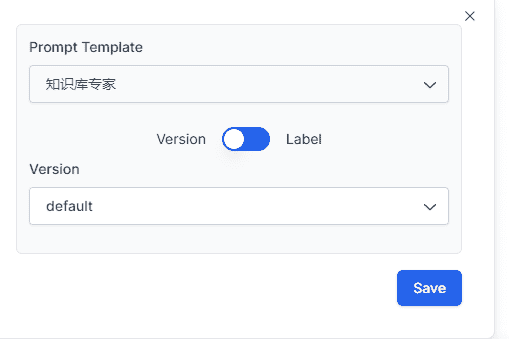 Prompt Template
知识库专家
Version Label
Version
default
Save